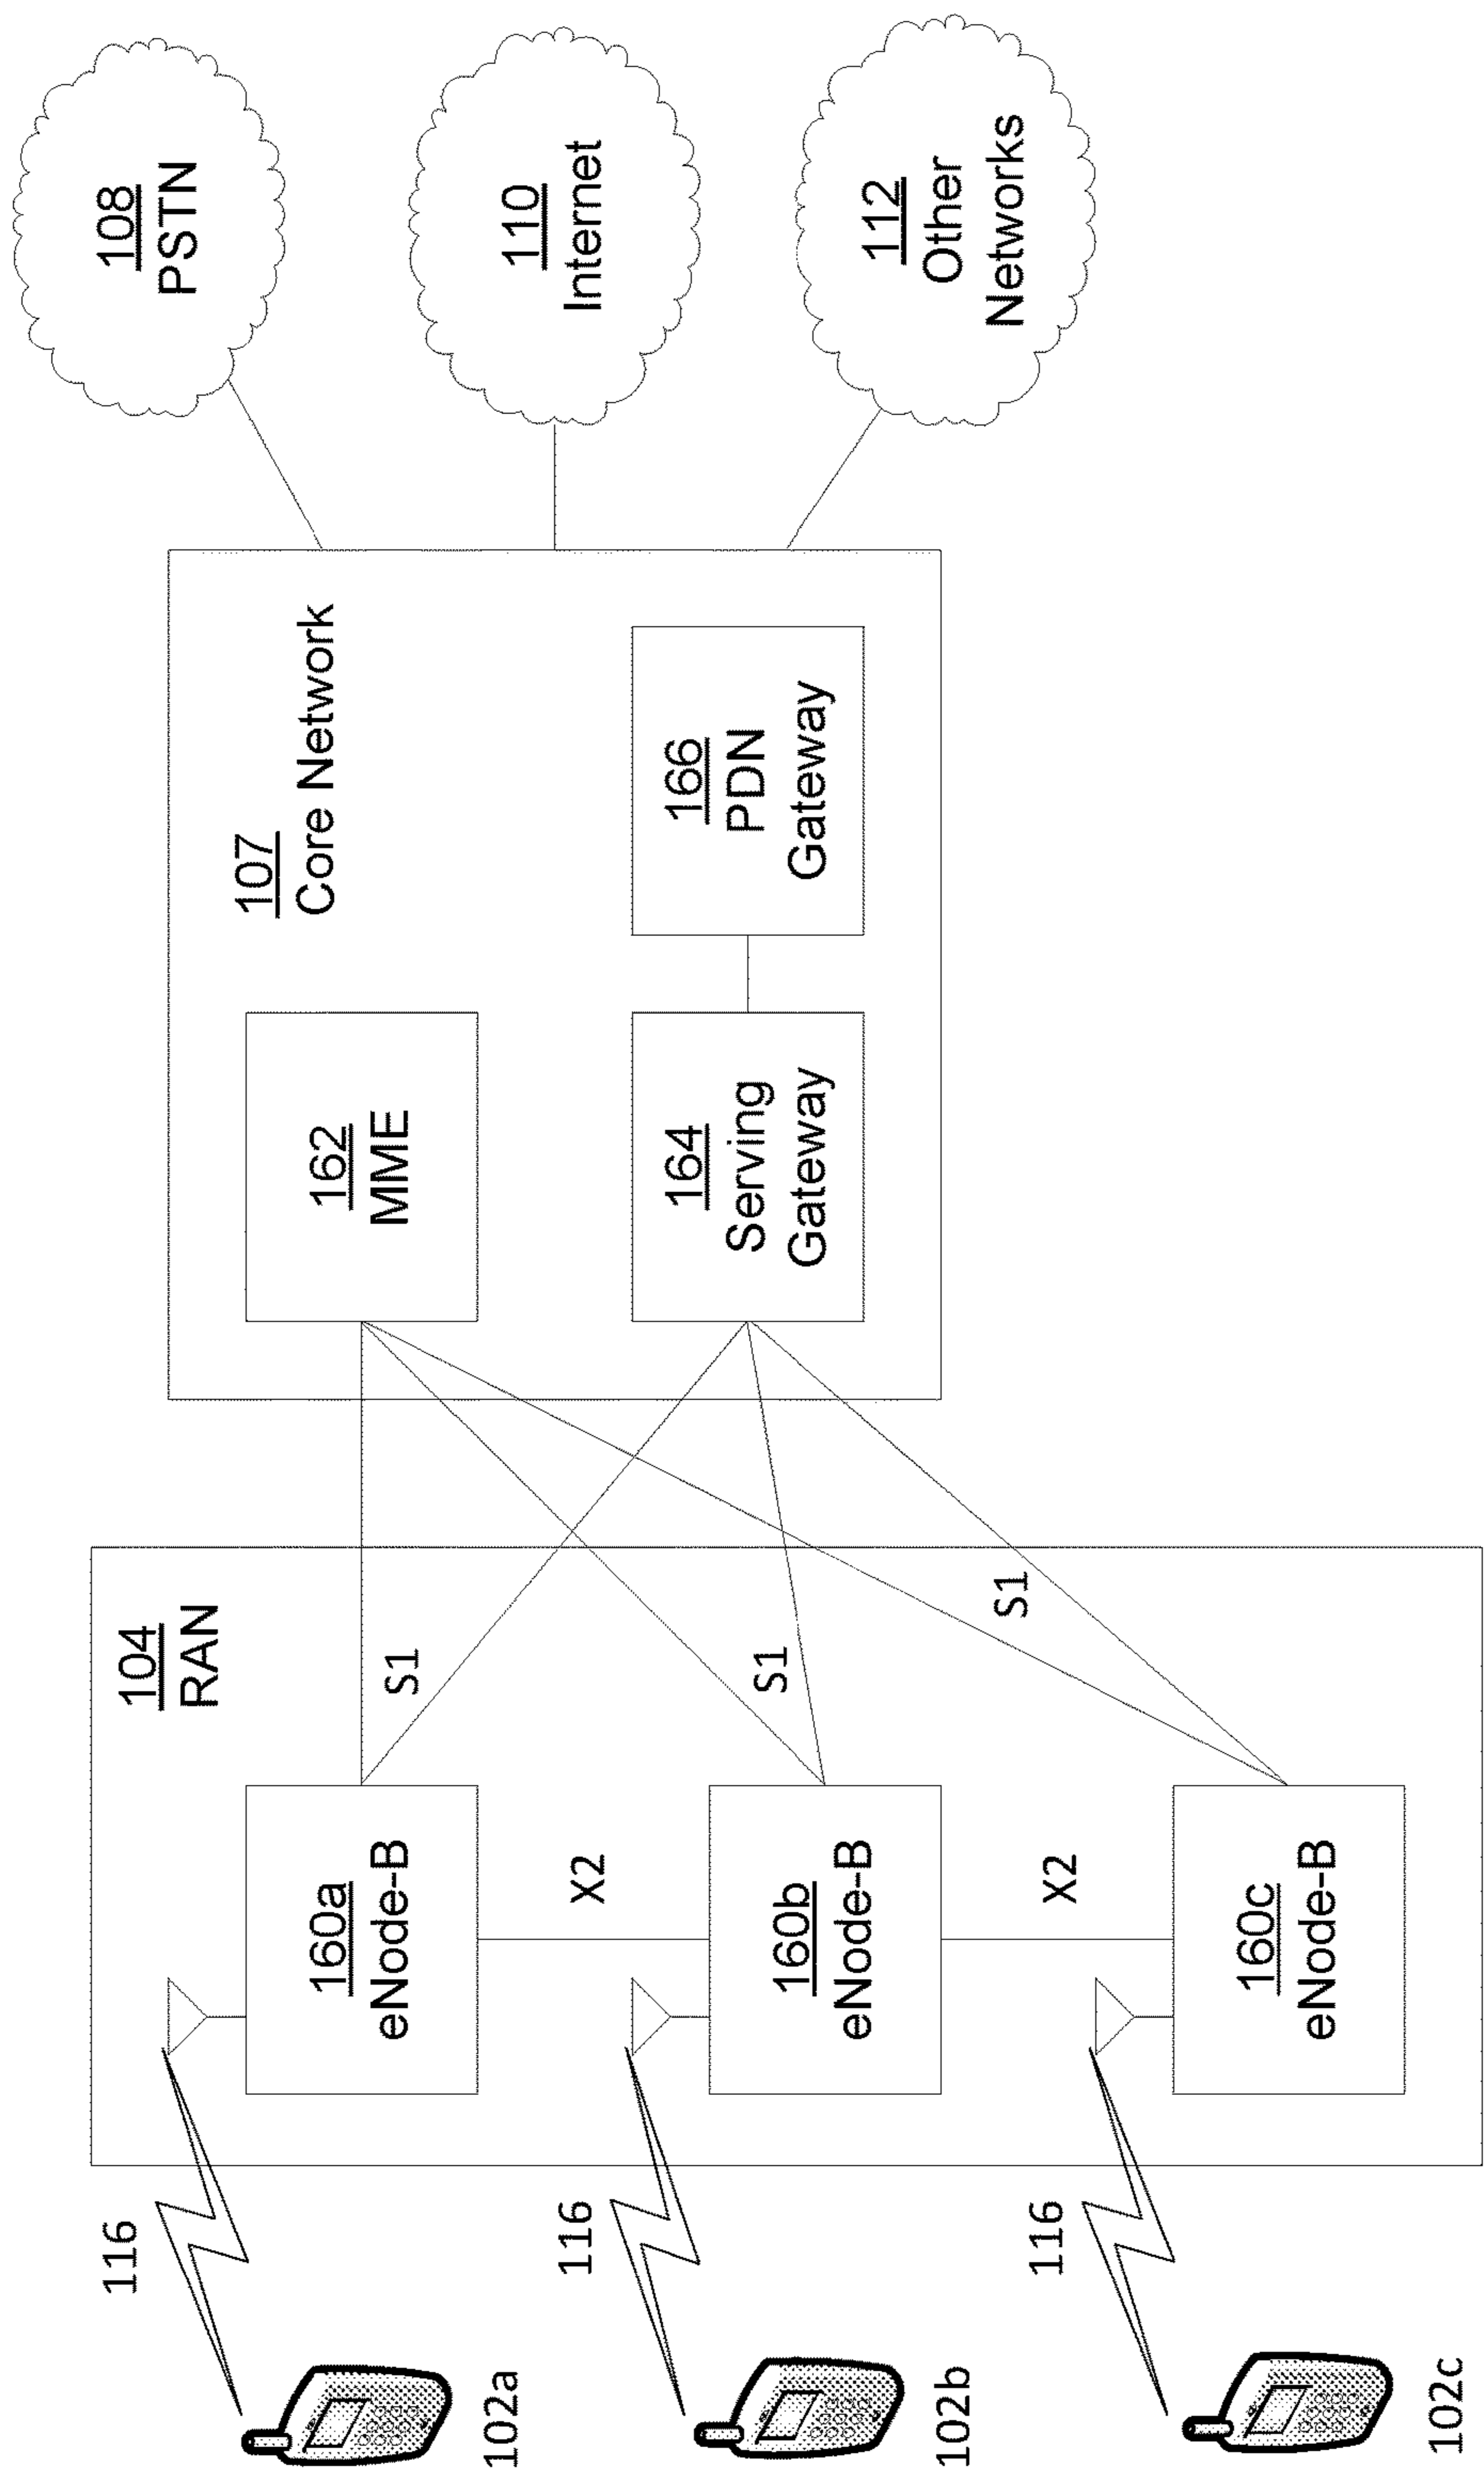 116
102a
116
102b
116
102c
104
RAN
160a
eNode-B
X2
160b
eNode-B
X2
160c
eNode-B
S1
S1
S1
107
Core Network
162
MME
164
Serving
Gateway
166
PDN
Gateway
108
PSTN
110
Internet
112
Other
Networks